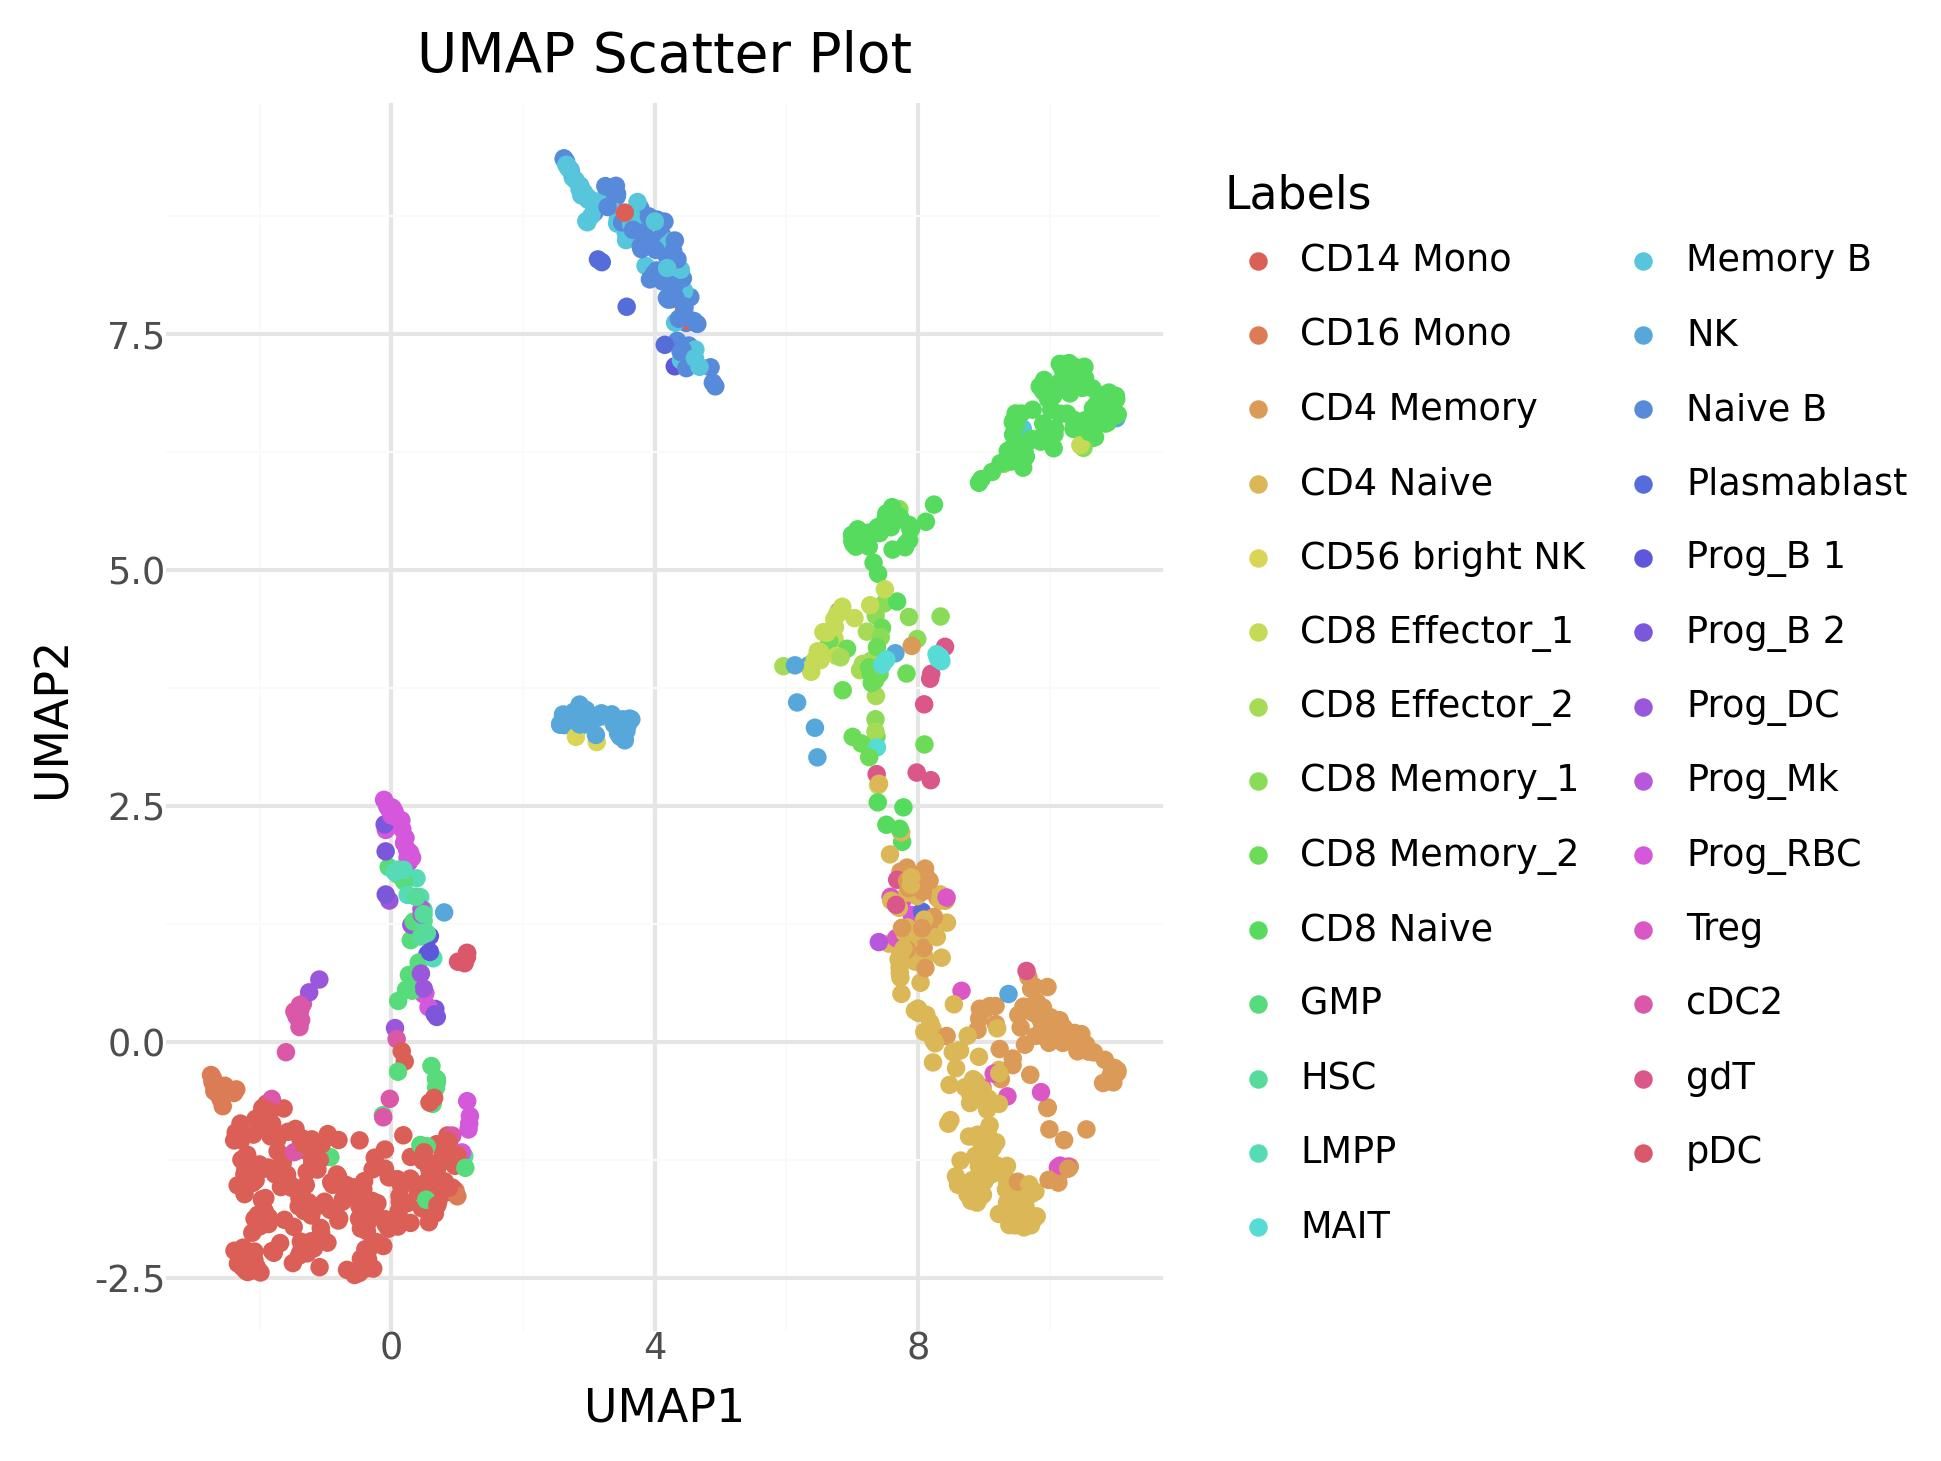 UMAP Scatter Plot
UMAP2
7.5
5.0
2.5
0.0
-2.5
0 4 8
UMAP1
Labels
CD14 Mono
CD16 Mono
CD4 Memory
CD4 Naive
CD56 bright NK
CD8 Effector_1
CD8 Effector_2
CD8 Memory_1
CD8 Memory_2
CD8 Naive
GMP
HSC
LMPP
MAIT
Memory B
NK
Naive B
Plasmablast
Prog_B 1
Prog_B 2
Prog_DC
Prog_Mk
Prog_RBC
Treg
cDC2
gdT
pDC